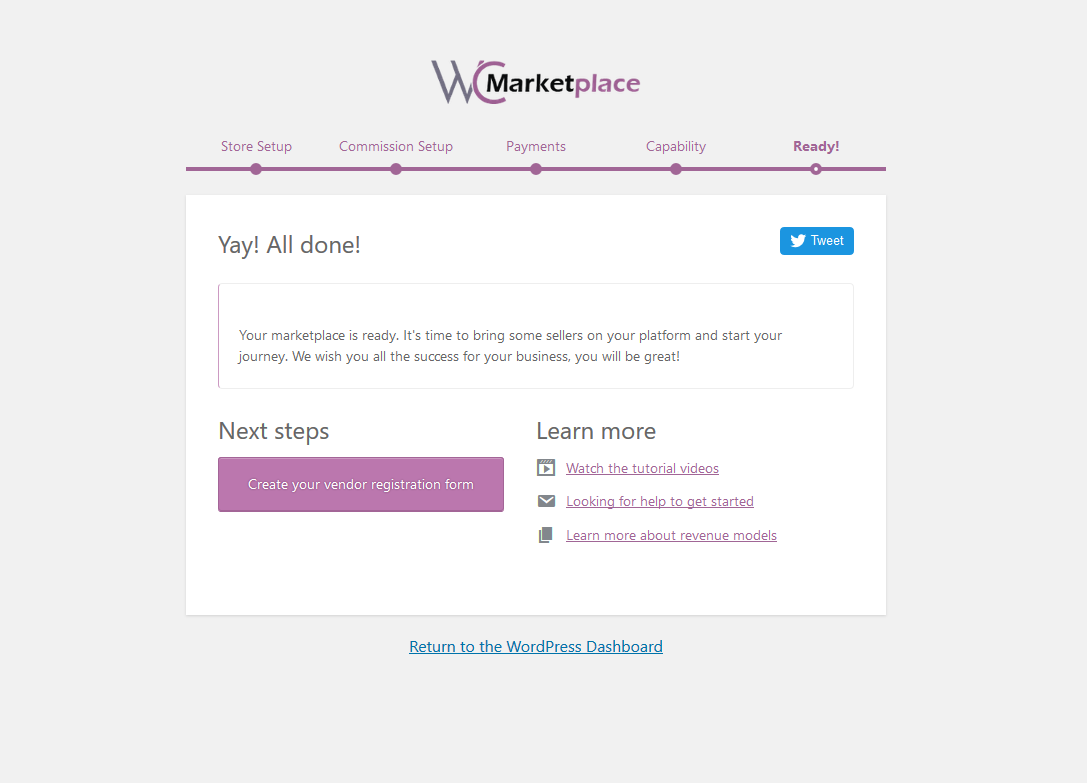 WC Marketplace
Store Setup
Commission Setup
Payments
Capability
Ready!
Yay! All done!
Tweet
Your marketplace is ready. It's time to bring some sellers on your platform and start your
journey. We wish you all the success for your business, you will be great!
Next steps
Create your vendor registration form
Learn more
Watch the tutorial videos
Looking for help to get started
Learn more about revenue models
Return to the WordPress Dashboard